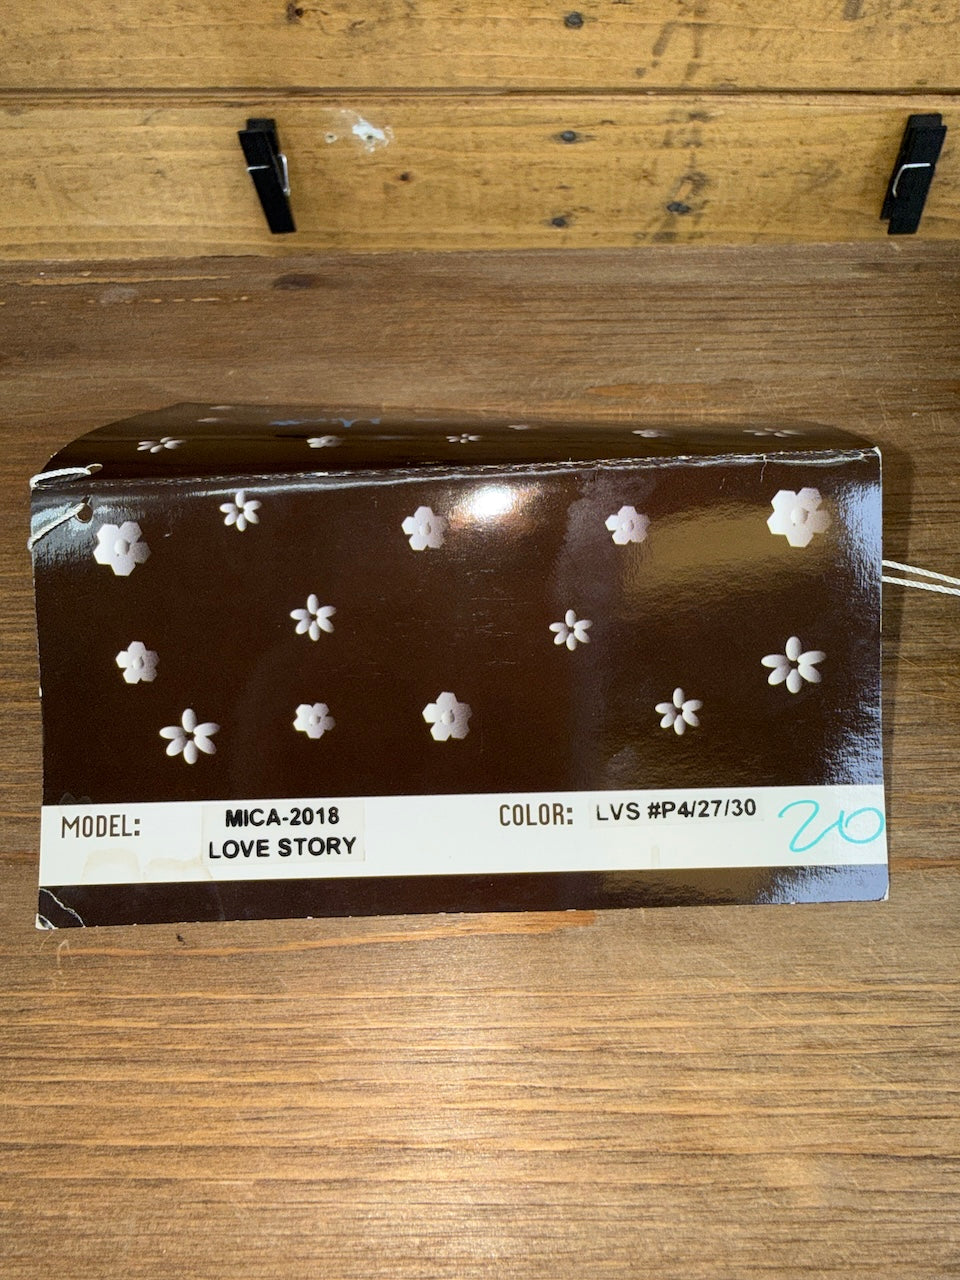 MODEL:
MICA-2018
LOVE STORY
COLOR:
LVS #P4/27/30
20